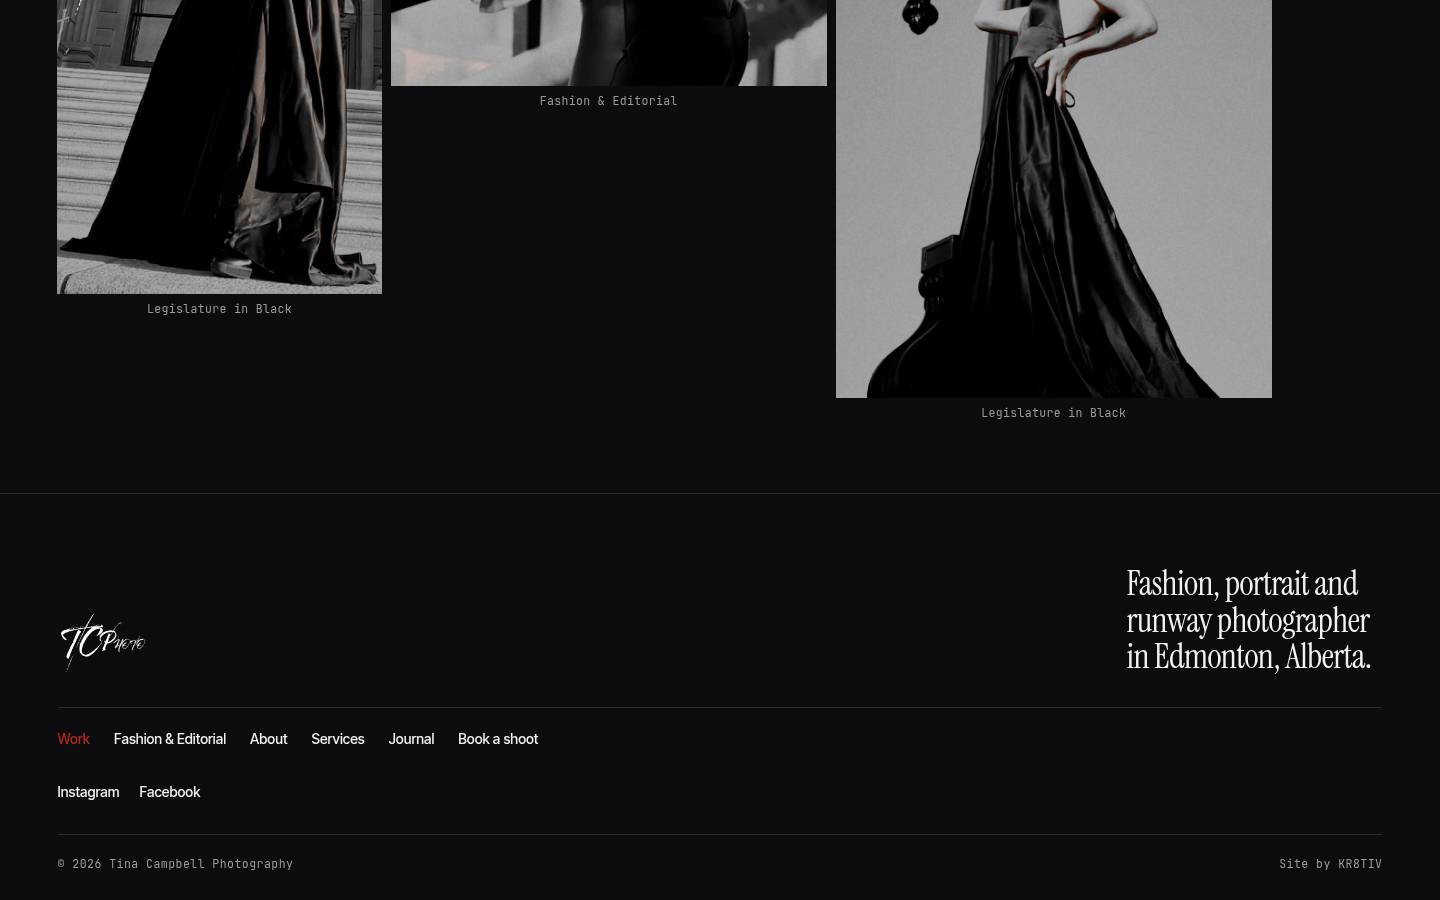 Fashion & Editorial
Legislature in Black
Legislature in Black
Fashion, portrait and
runway photographer
in Edmonton, Alberta.
TCPhoto
Work Fashion & Editorial About Services Journal Book a shoot
Instagram Facebook
© 2026 Tina Campbell Photography
Site by KR8TIV